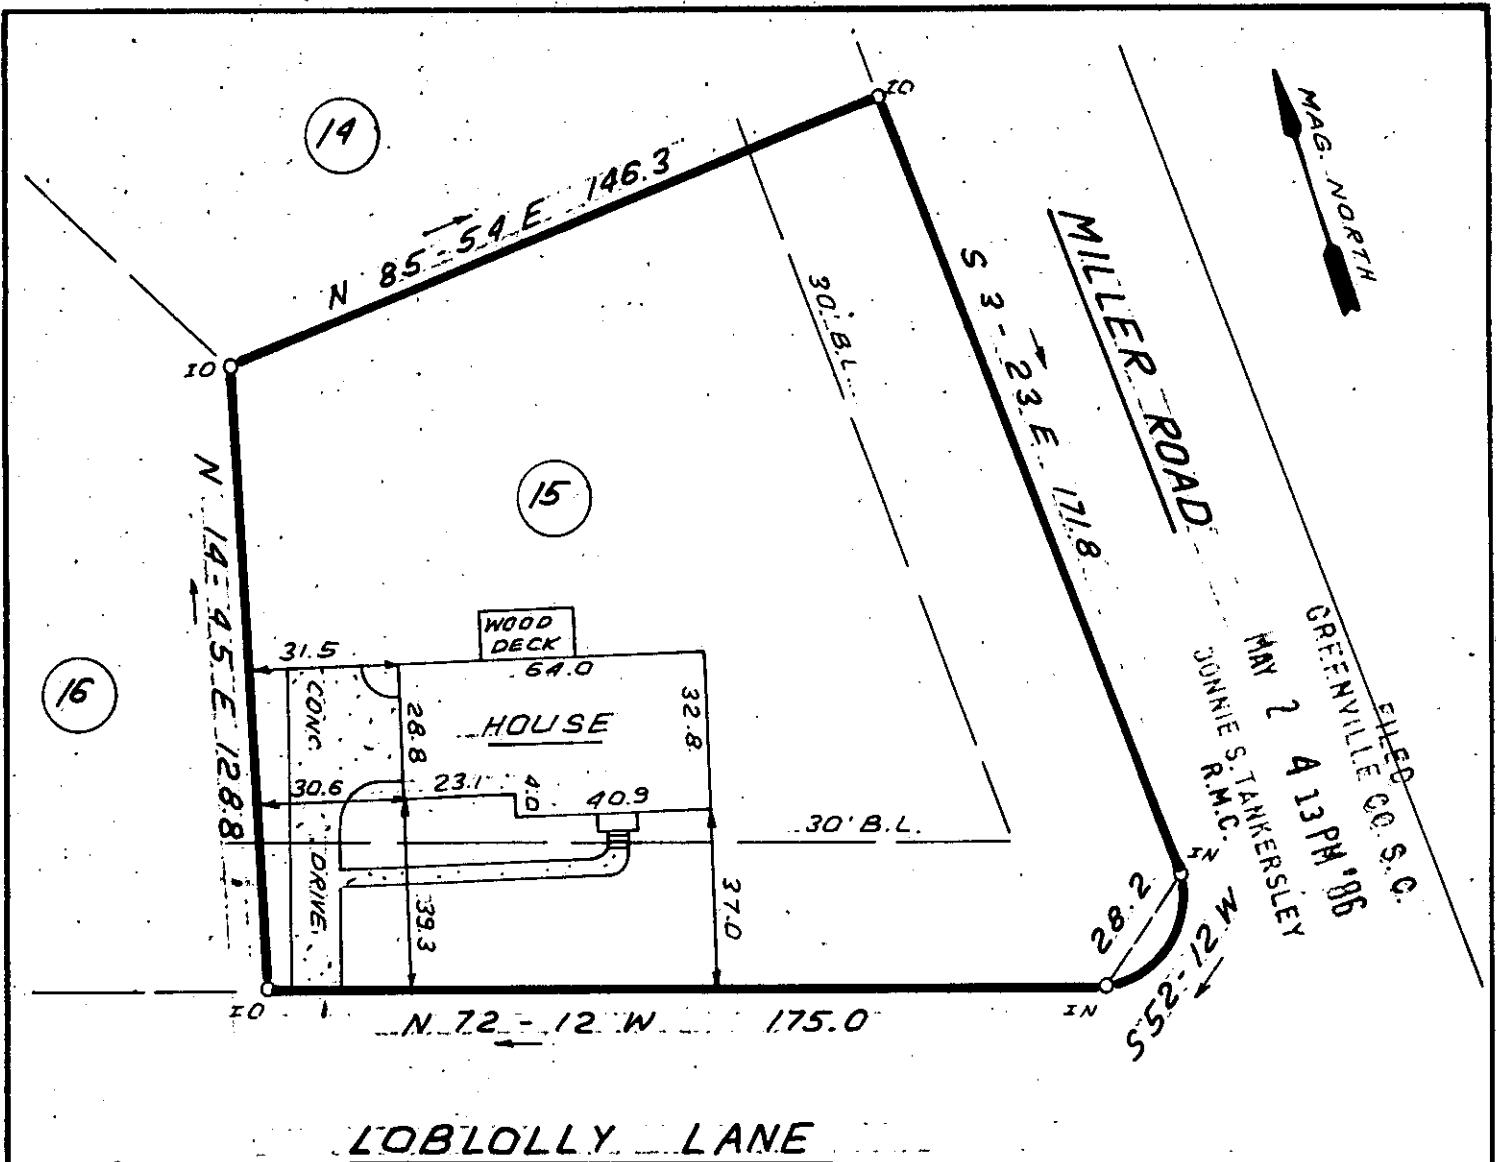 14
IO
MAG. NORTH
N 85-54 E 146.3
IO
S 3-23 E 171.8
MILLER ROAD
30' B.L.
15
N 14-45 E 128.8
16
WOOD
DECK
31.5
64.0
CONC.
28.8
HOUSE
32.8
30.6
23.1
4.0
40.9
30' B.L.
DRIVE
39.3
37.0
IN
28.2
S 52-12 W
IO
IN
N 72-12 W 175.0
FILED
GREENVILLE CO. S. C.
MAY 2 4 13 PM '86
DONNIE S. TANKERSLEY
R.M.C.
LOBLOLLY LANE